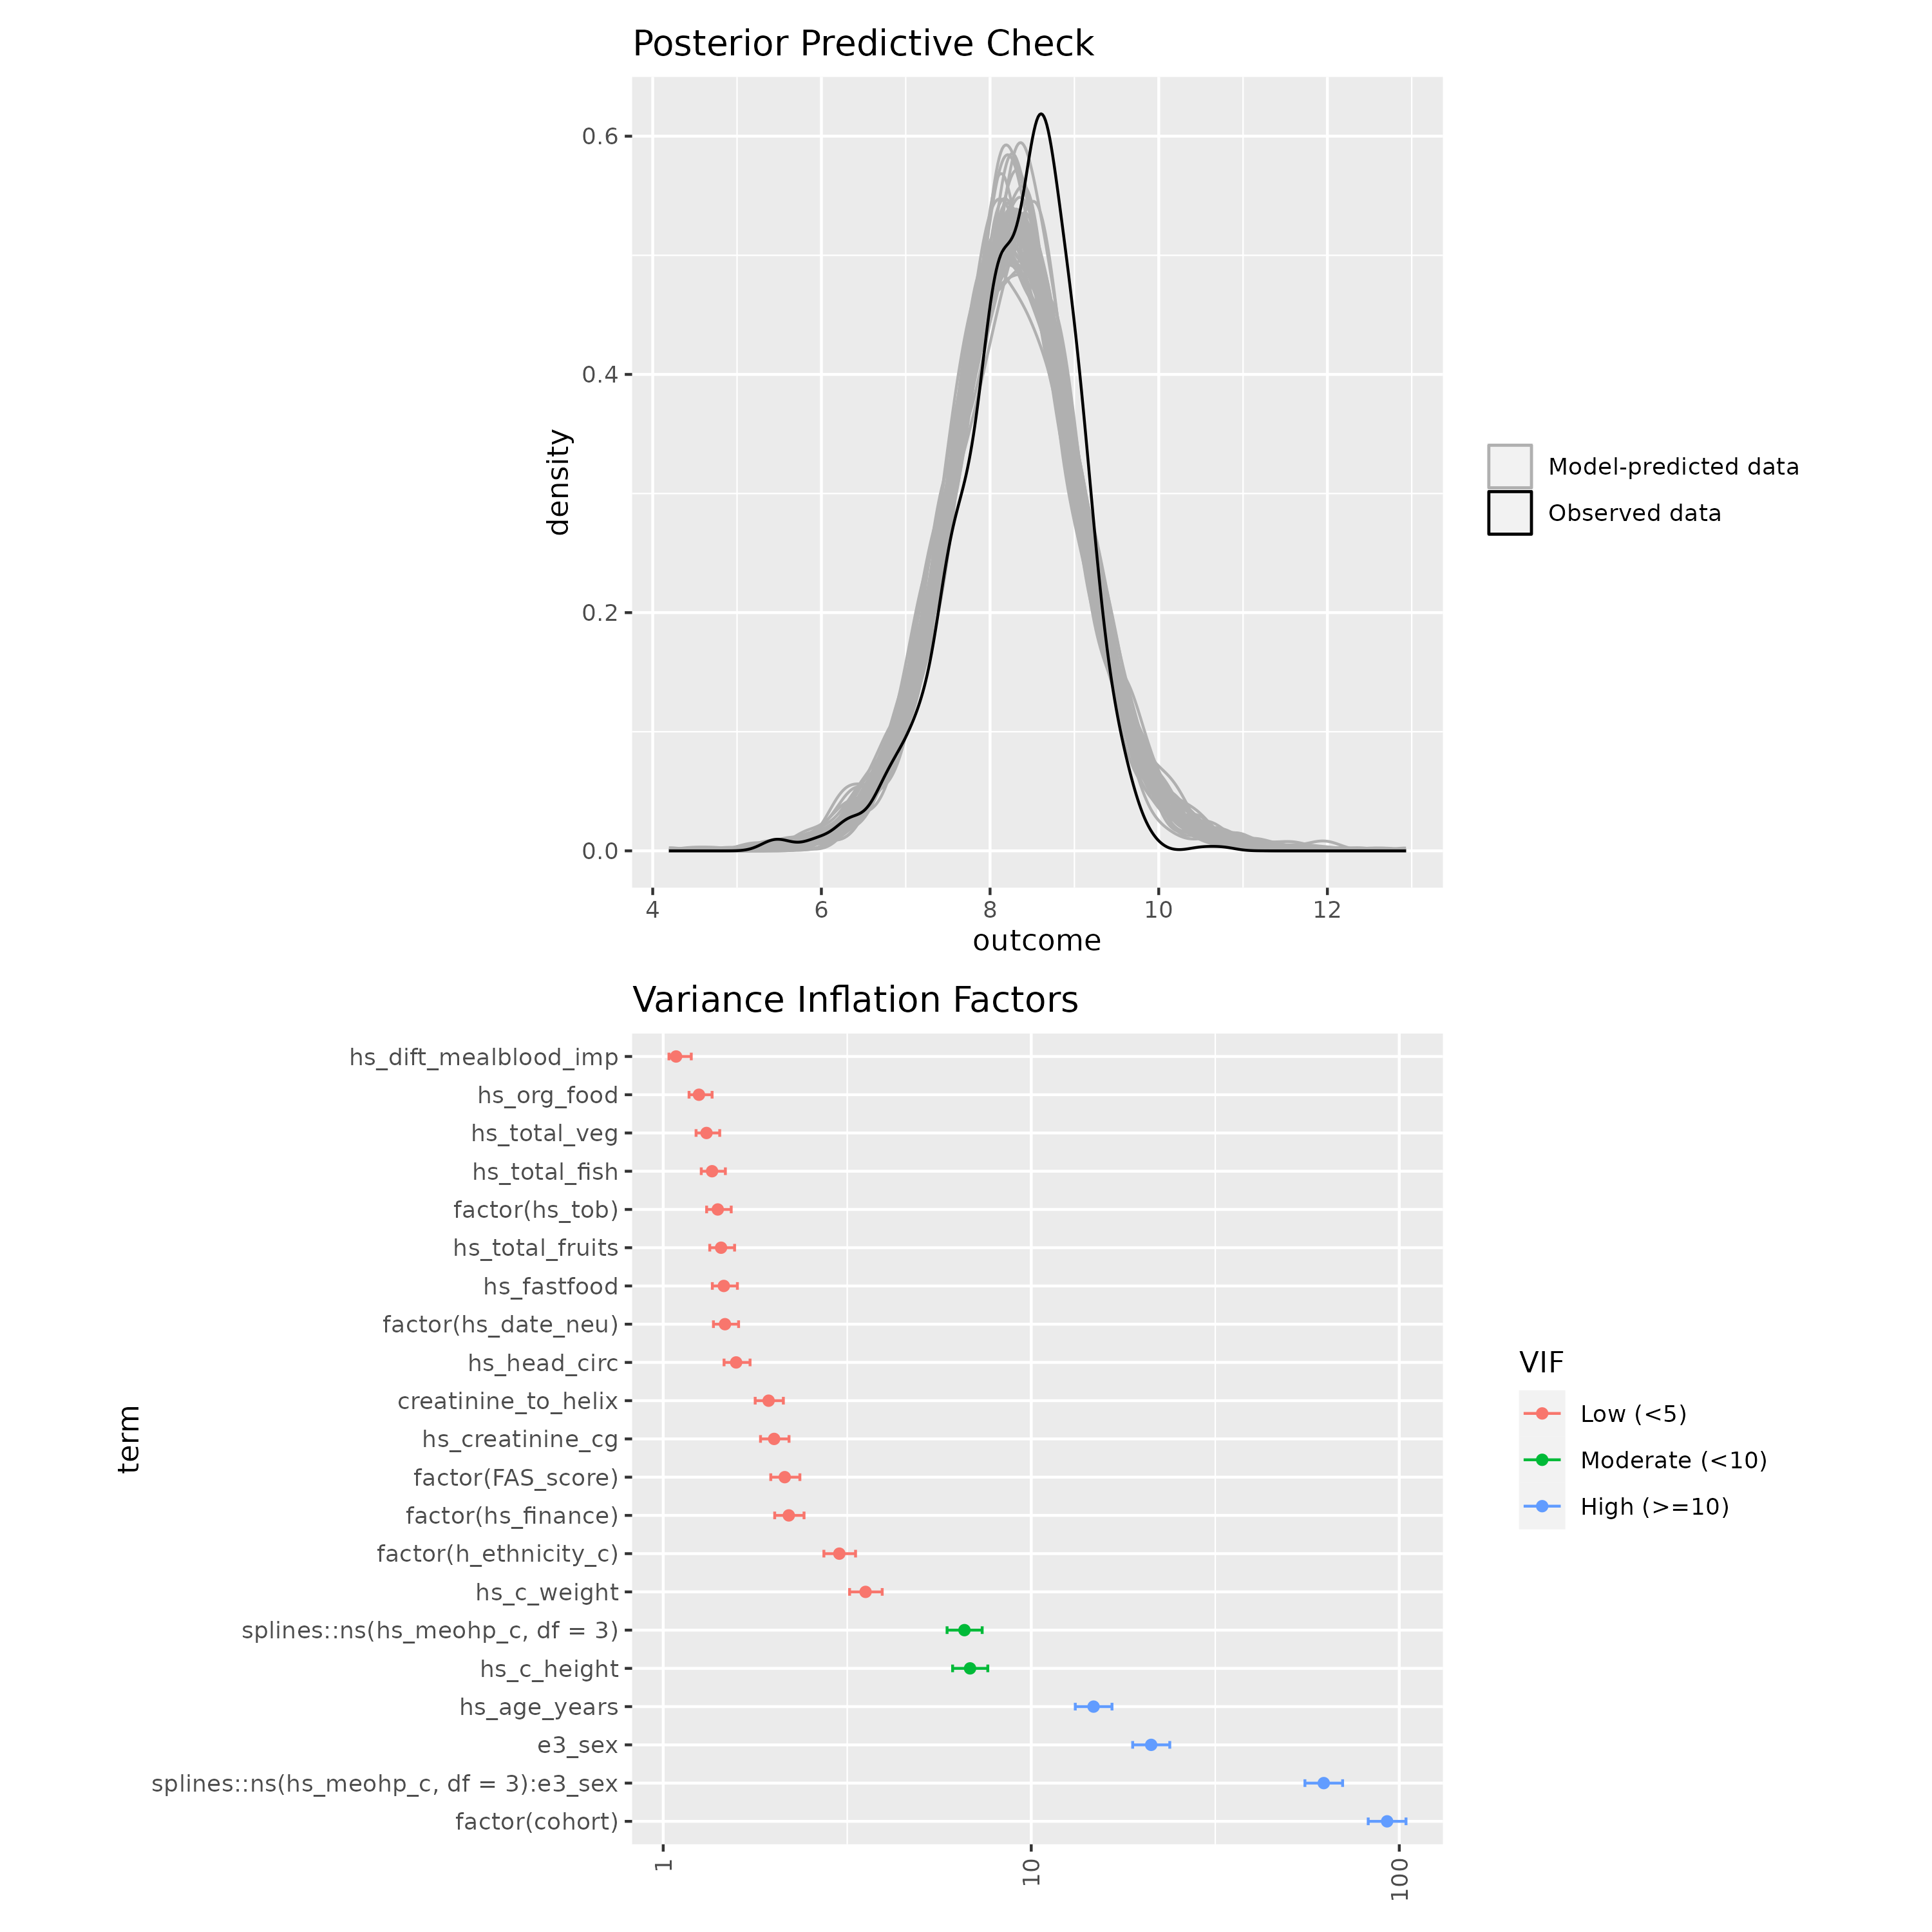 Posterior Predictive Check
0.6
0.4
0.2
0.0
density
4
6
8
10
12
outcome
Model-predicted data
Observed data
Variance Inflation Factors
term
hs_dift_mealblood_imp
hs_org_food
hs_total_veg
hs_total_fish
factor(hs_tob)
hs_total_fruits
hs_fastfood
factor(hs_date_neu)
hs_head_circ
creatinine_to_helix
hs_creatinine_cg
factor(FAS_score)
factor(hs_finance)
factor(h_ethnicity_c)
hs_c_weight
splines::ns(hs_meohp_c, df = 3)
hs_c_height
hs_age_years
e3_sex
splines::ns(hs_meohp_c, df = 3):e3_sex
factor(cohort)
1
10
100
VIF
Low (<5)
Moderate (<10)
High (>=10)